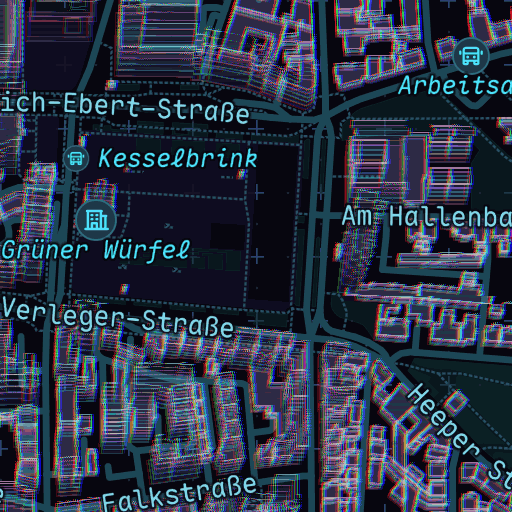 Arbeitsa
ich-Ebert-Straße
Kesselbrink
Am Hallenba
Grüner Würfel
Verleger-Straße
Heeper St
Falkstraße